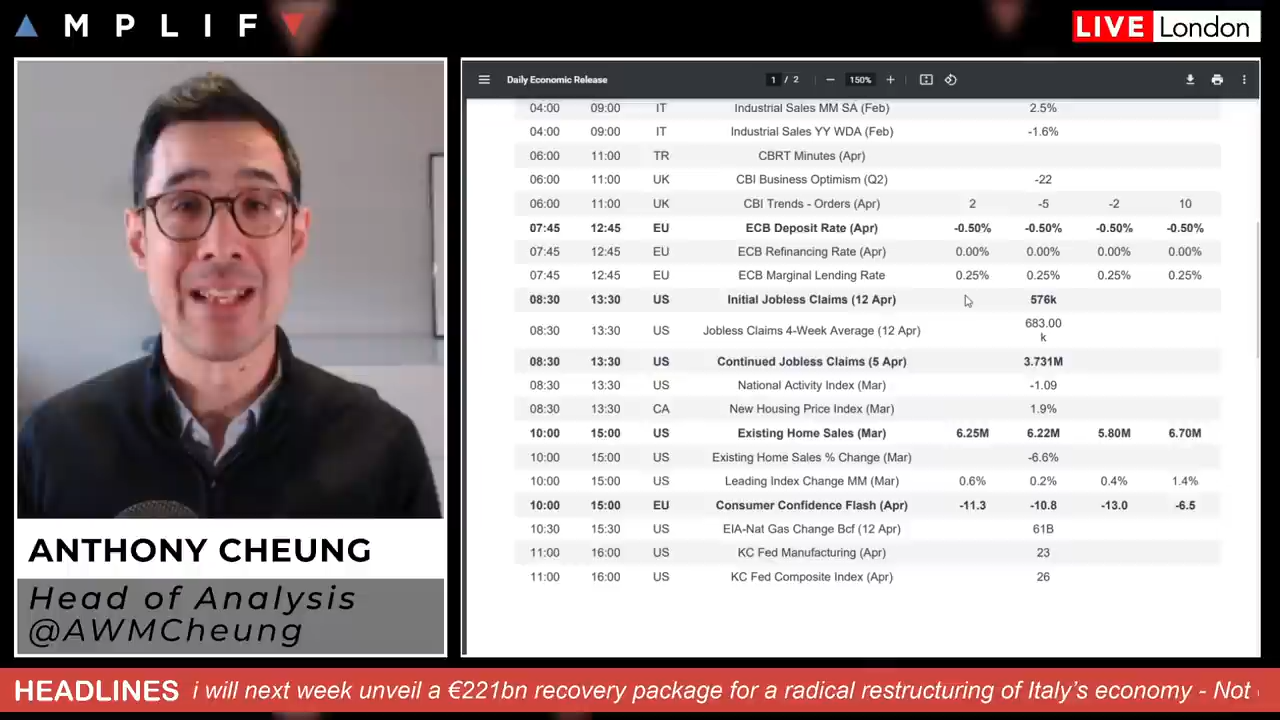 AMPLIFY
LIVE London
Daily Economic Release
1 / 2
150%
04:00 09:00 IT Industrial Sales MM SA (Feb) 2.5%
04:00 09:00 IT Industrial Sales YY WDA (Feb) -1.6%
06:00 11:00 TR CBRT Minutes (Apr)
06:00 11:00 UK CBI Business Optimism (Q2) -22
06:00 11:00 UK CBI Trends - Orders (Apr) 2 -5 -2 10
07:45 12:45 EU ECB Deposit Rate (Apr) -0.50% -0.50% -0.50% -0.50%
07:45 12:45 EU ECB Refinancing Rate (Apr) 0.00% 0.00% 0.00% 0.00%
07:45 12:45 EU ECB Marginal Lending Rate 0.25% 0.25% 0.25% 0.25%
08:30 13:30 US Initial Jobless Claims (12 Apr) 576k
08:30 13:30 US Jobless Claims 4-Week Average (12 Apr) 683.00
k
08:30 13:30 US Continued Jobless Claims (5 Apr) 3.731M
08:30 13:30 US National Activity Index (Mar) -1.09
08:30 13:30 CA New Housing Price Index (Mar) 1.9%
10:00 15:00 US Existing Home Sales (Mar) 6.25M 6.22M 5.80M 6.70M
10:00 15:00 US Existing Home Sales % Change (Mar) -6.6%
10:00 15:00 US Leading Index Change MM (Mar) 0.6% 0.2% 0.4% 1.4%
10:00 15:00 EU Consumer Confidence Flash (Apr) -11.3 -10.8 -13.0 -6.5
10:30 15:30 US EIA-Nat Gas Change Bcf (12 Apr) 61B
11:00 16:00 US KC Fed Manufacturing (Apr) 23
11:00 16:00 US KC Fed Composite Index (Apr) 26
ANTHONY CHEUNG
Head of Analysis
@AWMCheung
HEADLINES i will next week unveil a €221bn recovery package for a radical restructuring of Italy's economy - Not